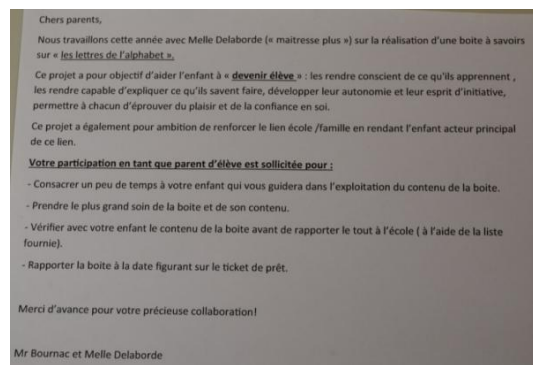 Chers parents,
Nous travaillons cette année avec Melle Delaborde (« maitresse plus ») sur la réalisation d'une boite à savoirs
sur « les lettres de l'alphabet ».
Ce projet a pour objectif d'aider l'enfant à « devenir élève » : les rendre conscient de ce qu'ils apprennent ,
les rendre capable d'expliquer ce qu'ils savent faire, développer leur autonomie et leur esprit d'initiative,
permettre à chacun d'éprouver du plaisir et de la confiance en soi.
Ce projet a également pour ambition de renforcer le lien école /famille en rendant l'enfant acteur principal
de ce lien.
Votre participation en tant que parent d'élève est sollicitée pour :
- Consacrer un peu de temps à votre enfant qui vous guidera dans l'exploitation du contenu de la boite.
- Prendre le plus grand soin de la boite et de son contenu.
- Vérifier avec votre enfant le contenu de la boite avant de rapporter le tout à l'école ( à l'aide de la liste
fournie).
- Rapporter la boite à la date figurant sur le ticket de prêt.
Merci d'avance pour votre précieuse collaboration!
Mr Bournac et Melle Delaborde